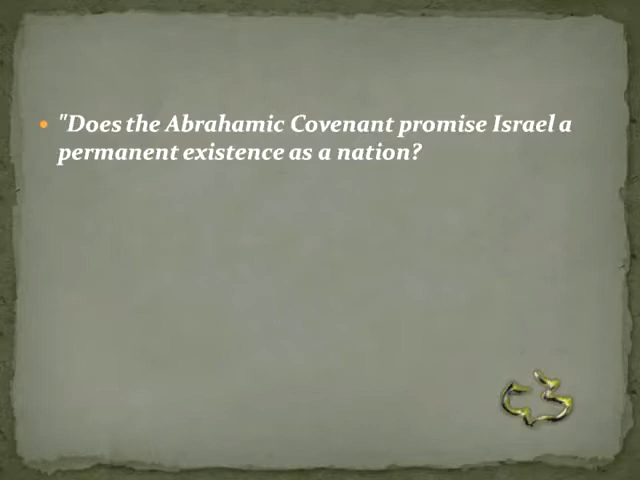 • "Does the Abrahamic Covenant promise Israel a
permanent existence as a nation?